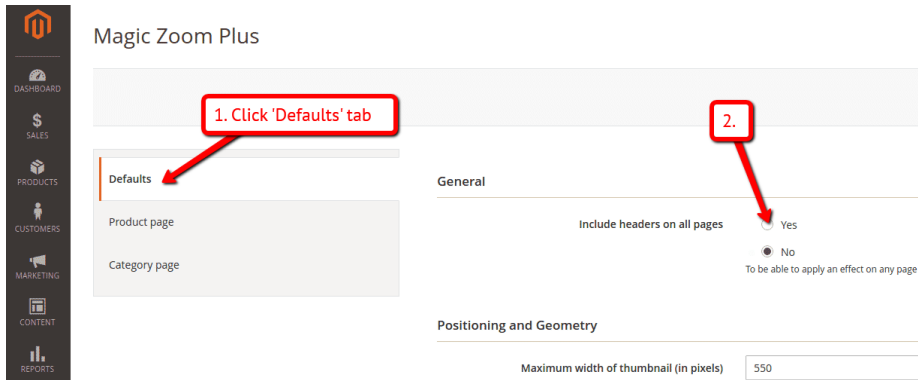 Magic Zoom Plus
DASHBOARD
SALES
PRODUCTS
CUSTOMERS
MARKETING
CONTENT
REPORTS
1. Click 'Defaults' tab
2.
Defaults
Product page
Category page
General
Include headers on all pages
Yes
No
To be able to apply an effect on any page
Positioning and Geometry
Maximum width of thumbnail (in pixels)
550